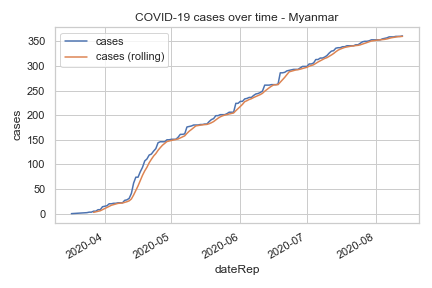 COVID-19 cases over time - Myanmar
cases
cases (rolling)
350
300
250
200
150
100
50
0
cases
2020-04
2020-05
2020-06
2020-07
2020-08
dateRep